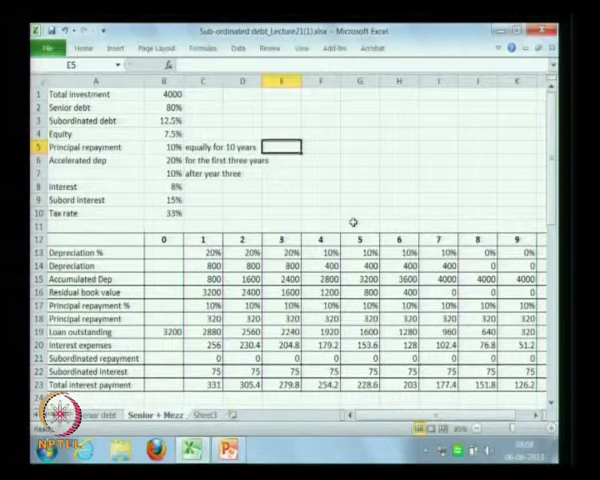 Sub-ordinated debt_Lecture21(1).xlsx - Microsoft Excel
File Home Insert Page Layout Formulas Data Review View Add-Ins Acrobat
E5 fx
A B C D E F G H I J K
1 Total Investment 4000
2 Senior debt 80%
3 Subordinated debt 12.5%
4 Equity 7.5%
5 Principal repayment 10% equally for 10 years
6 Accelerated dep 20% for the first three years
7 10% after year three
8 Interest 8%
9 Subord interest 15%
10 Tax rate 33%
11
12 0 1 2 3 4 5 6 7 8 9
13 Depreciation % 20% 20% 20% 10% 10% 10% 10% 0% 0%
14 Depreciation 800 800 800 400 400 400 400 0 0
15 Accumulated Dep 800 1600 2400 2800 3200 3600 4000 4000 4000
16 Residual book value 3200 2400 1600 1200 800 400 0 0 0
17 Principal repayment % 10% 10% 10% 10% 10% 10% 10% 10% 10%
18 Principal repayment 320 320 320 320 320 320 320 320 320
19 Loan outstanding 3200 2880 2560 2240 1920 1600 1280 960 640 320
20 Interest expenses 256 230.4 204.8 179.2 153.6 128 102.4 76.8 51.2
21 Subordinated repayment 0 0 0 0 0 0 0 0 0
22 Subordinated interest 75 75 75 75 75 75 75 75 75
23 Total interest payment 331 305.4 279.8 254.2 228.6 203 177.4 151.8 126.2
24
debt Senior + Mezz Sheet3
95%
NPTEL
06-06-2013